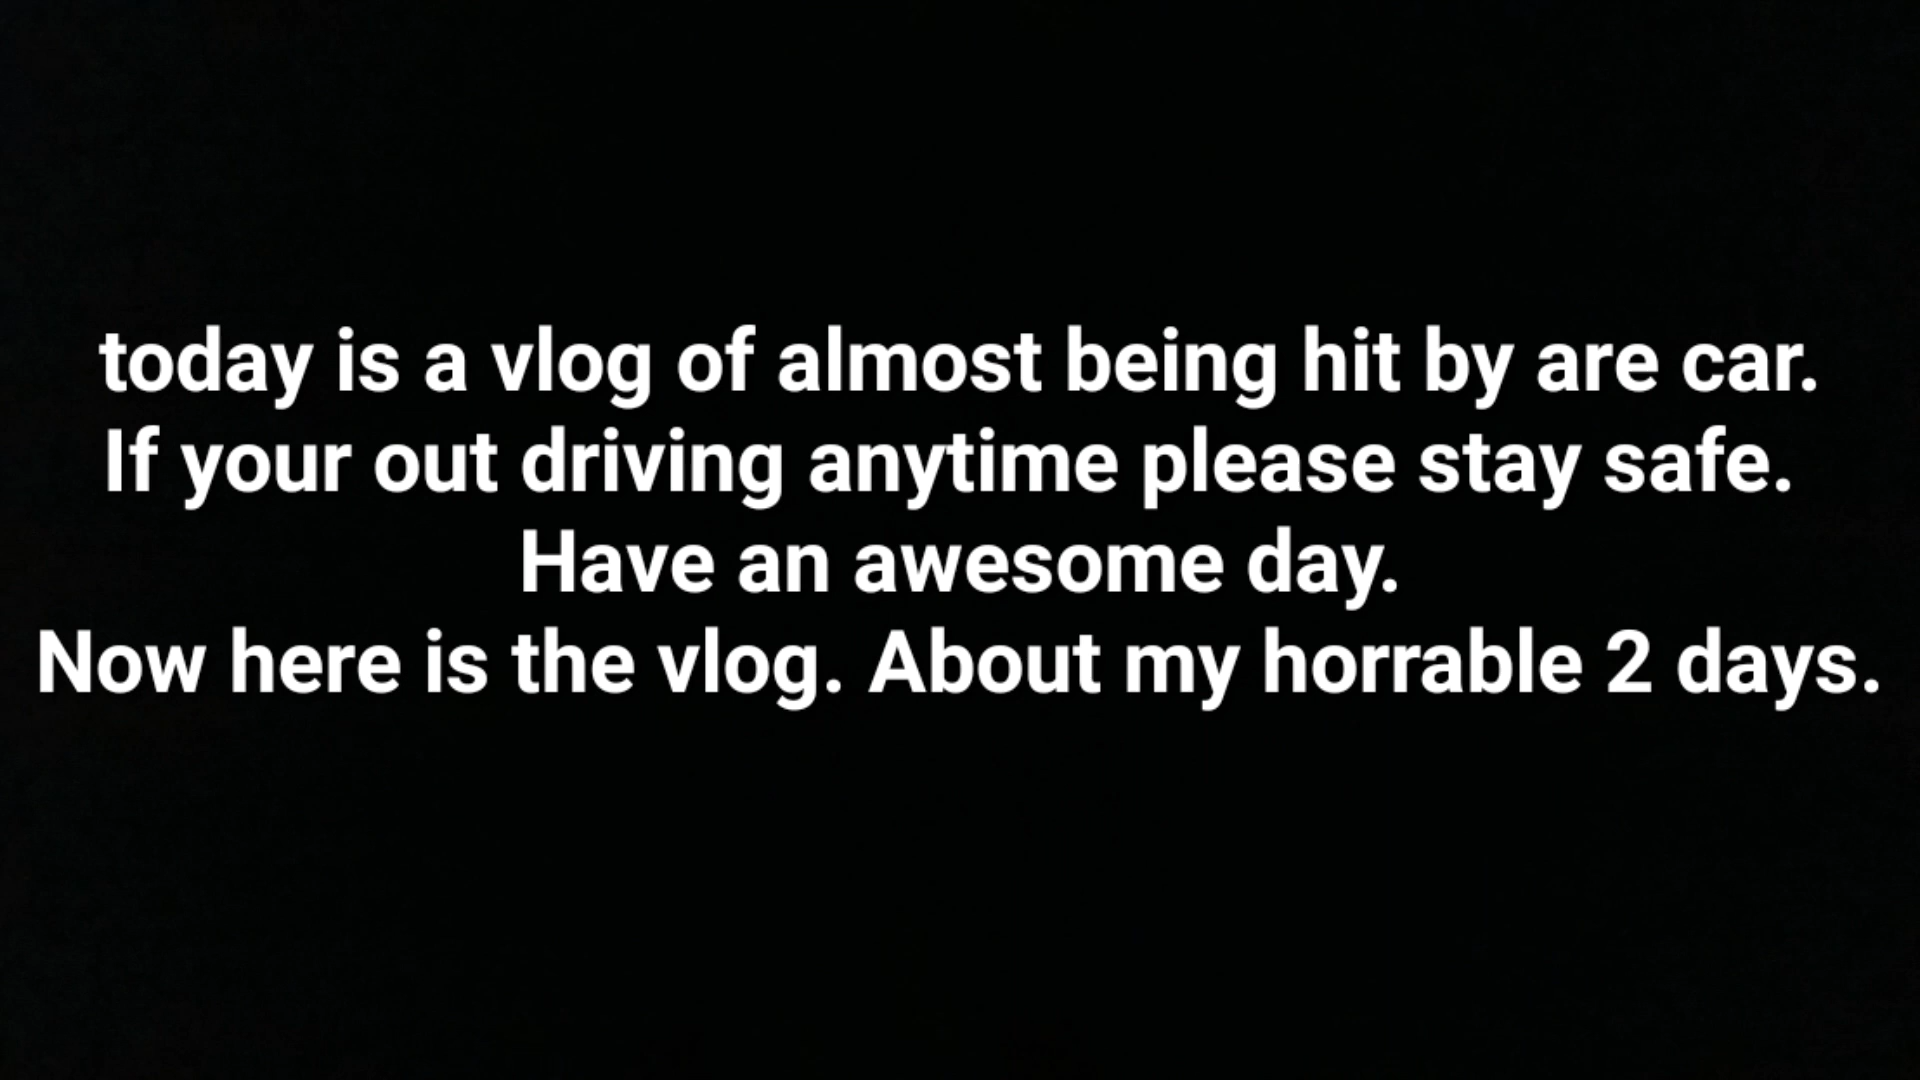 today is a vlog of almost being hit by are car.
If your out driving anytime please stay safe.
Have an awesome day.
Now here is the vlog. About my horrable 2 days.